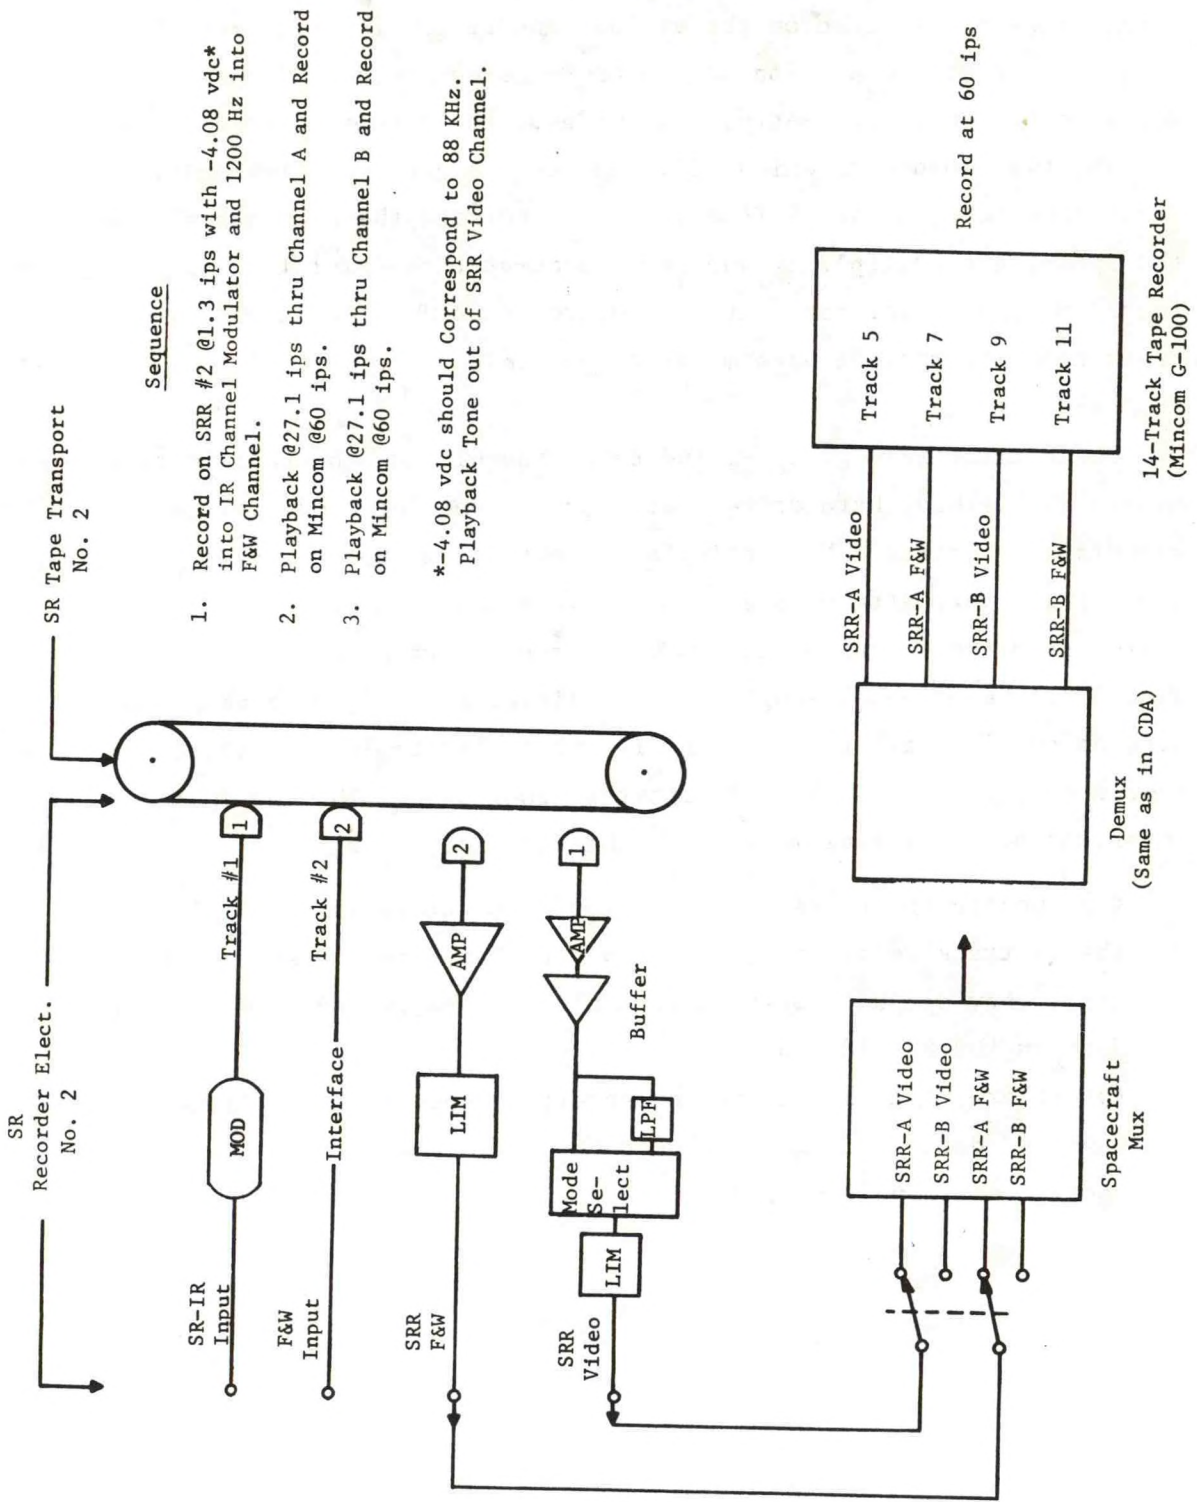 SR
Recorder Elect.
No. 2
SR Tape Transport
No. 2
SR-IR
Input
MOD
Track #1
1
F&W
Input
Interface
Track #2
2
SRR
F&W
LIM
AMP
2
SRR
Video
LIM
Mode
Se-
lect
LPF
Buffer
AMP
1
Sequence
1. Record on SRR #2 @1.3 ips with -4.08 vdc*
into IR Channel Modulator and 1200 Hz into
F&W Channel.
2. Playback @27.1 ips thru Channel A and Record
on Mincom @60 ips.
3. Playback @27.1 ips thru Channel B and Record
on Mincom @60 ips.
*-4.08 vdc should Correspond to 88 KHz.
Playback Tone out of SRR Video Channel.
SRR-A Video
SRR-B Video
SRR-A F&W
SRR-B F&W
Spacecraft
Mux
Demux
(Same as in CDA)
SRR-A Video
SRR-A F&W
SRR-B Video
SRR-B F&W
Track 5
Track 7
Track 9
Track 11
14-Track Tape Recorder
(Mincom G-100)
Record at 60 ips